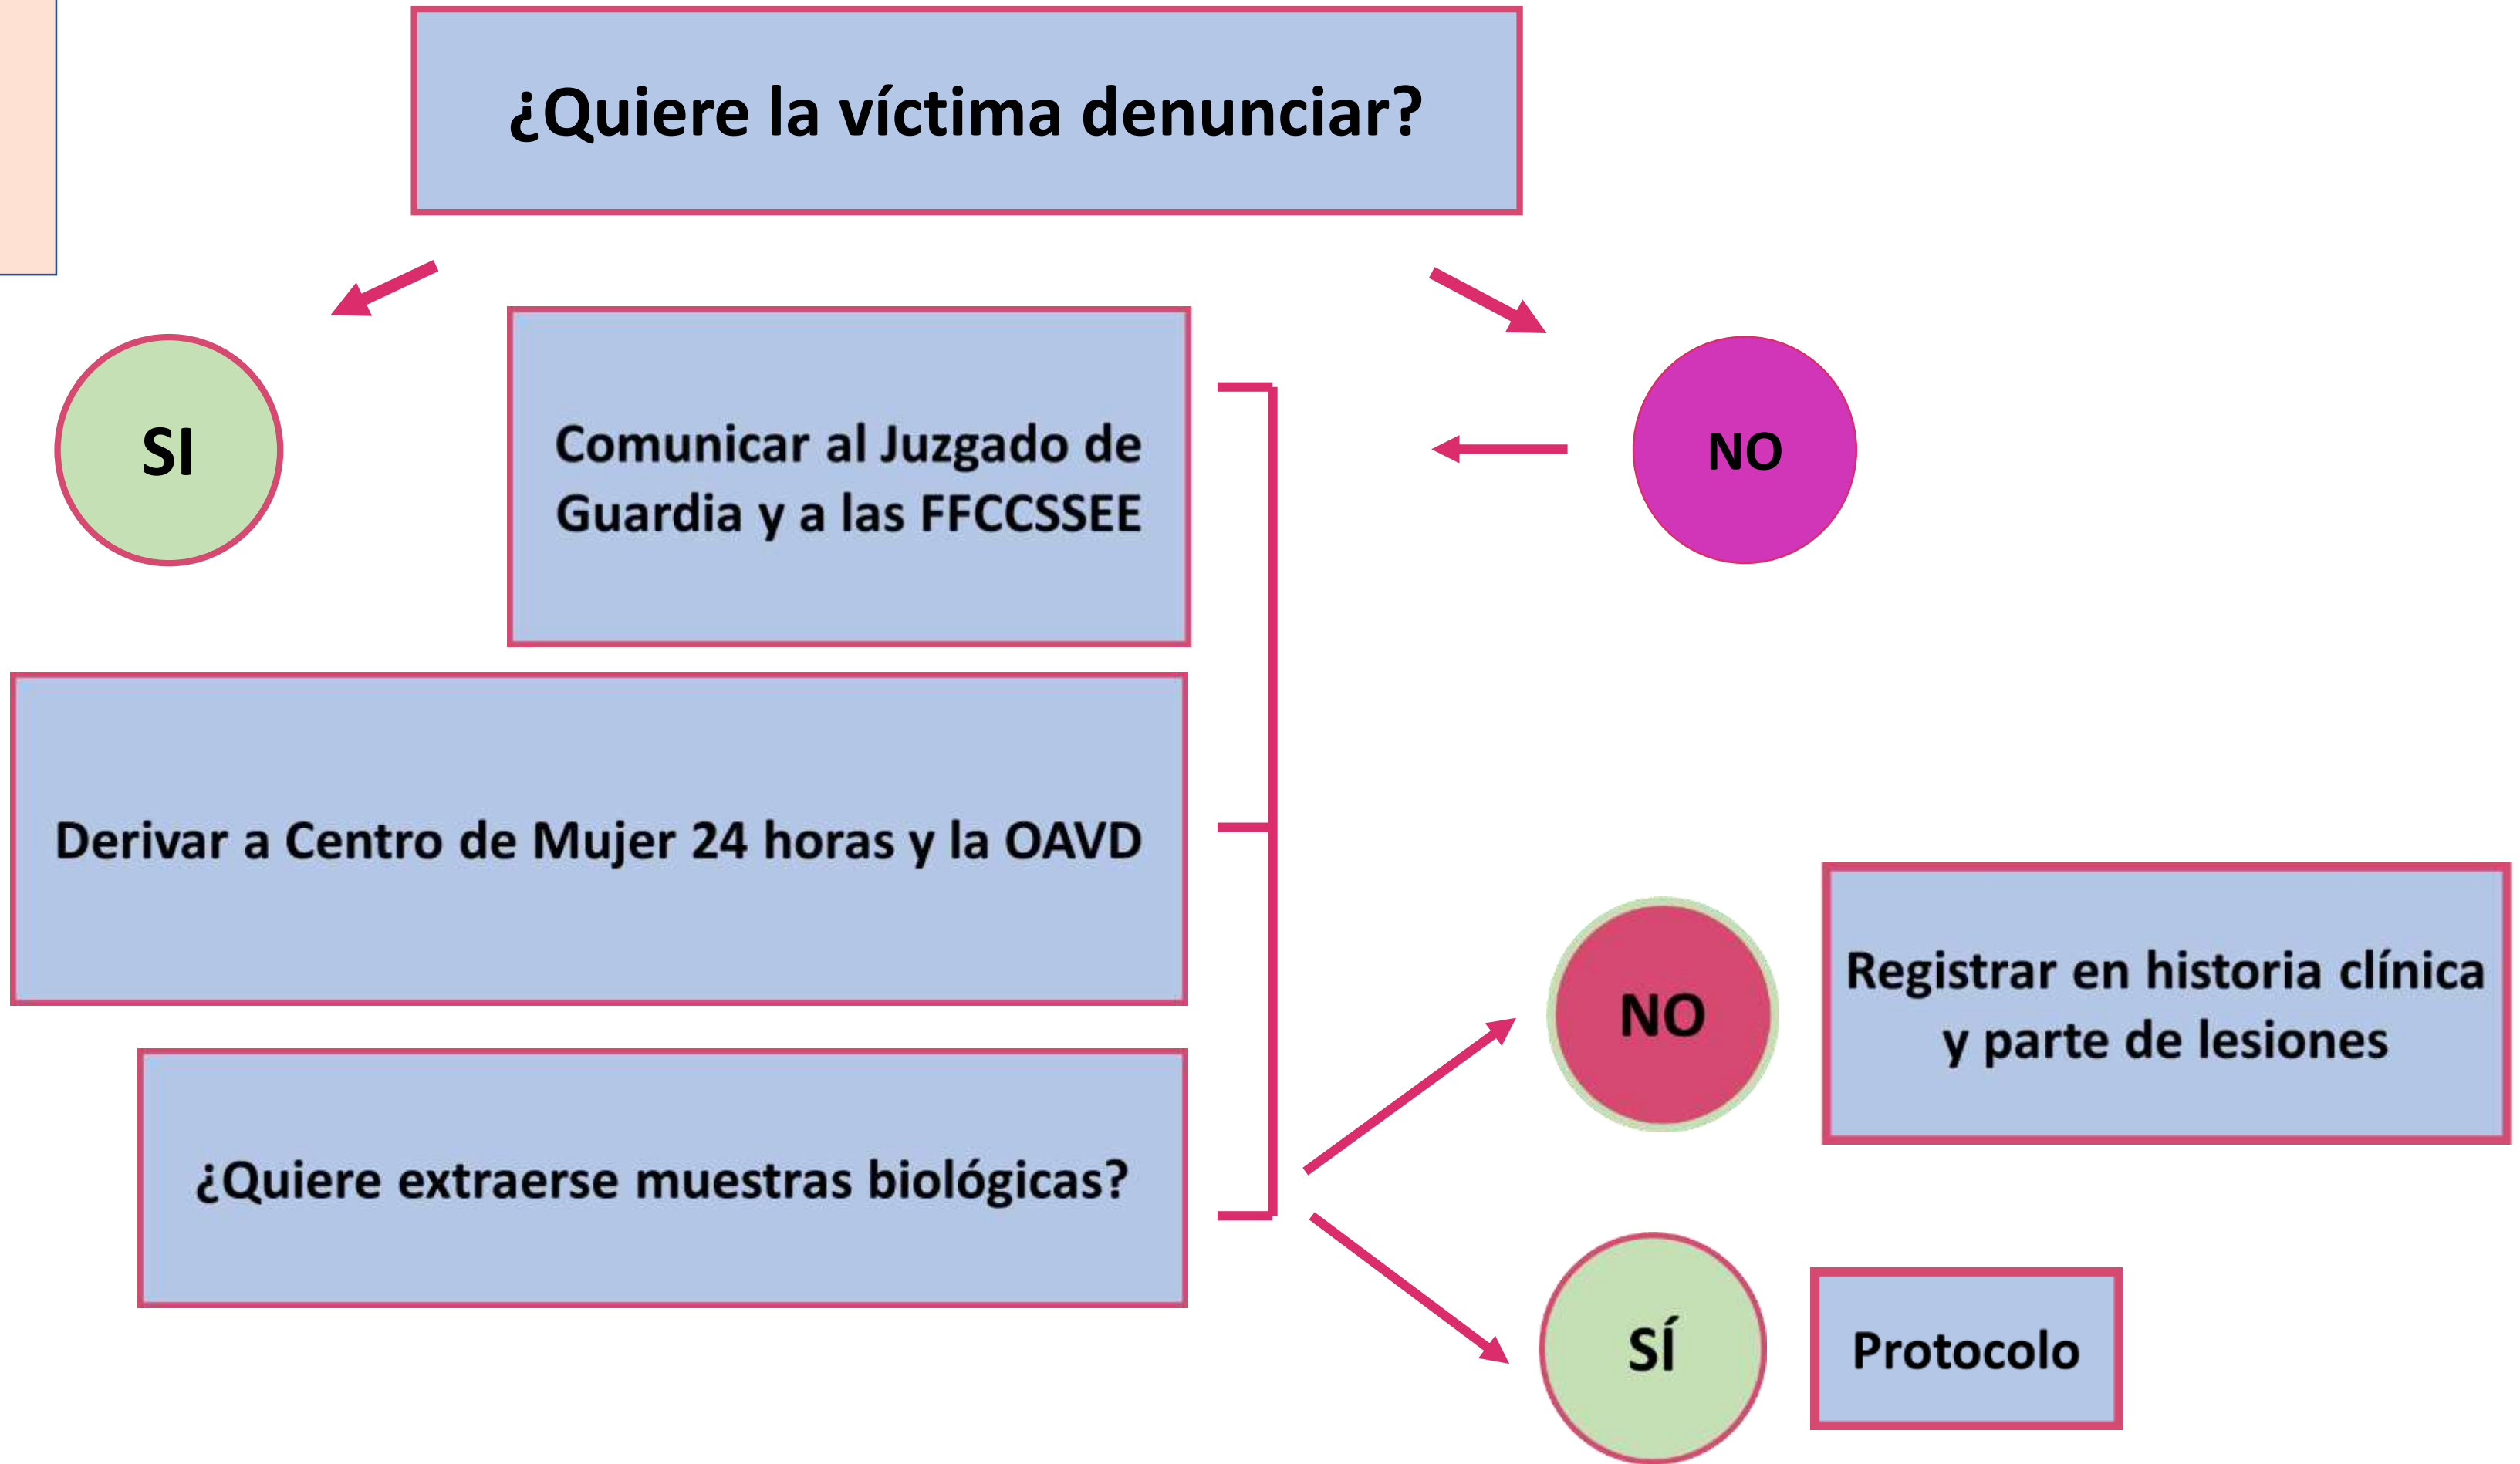 ¿Quiere la víctima denunciar?
SI
Comunicar al Juzgado de
Guardia y a las FFCCSSEE
NO
Derivar a Centro de Mujer 24 horas y la OAVD
NO
Registrar en historia clínica
y parte de lesiones
¿Quiere extraerse muestras biológicas?
SÍ
Protocolo